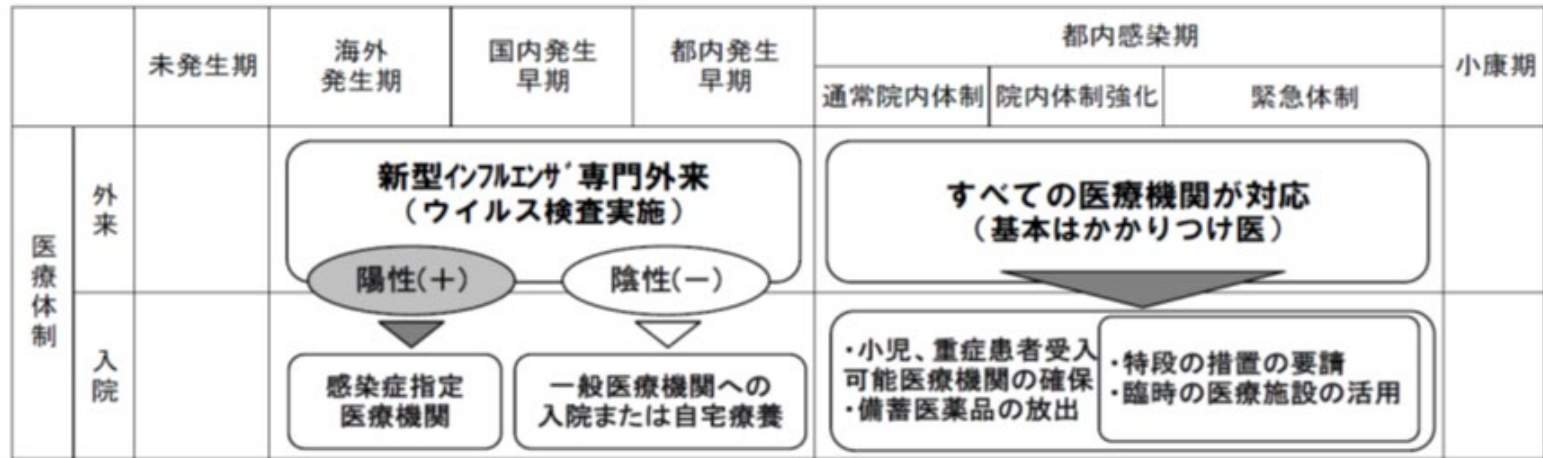 未発生期
海外
発生期
国内発生
早期
都内発生
早期
都内感染期
通常院内体制
院内体制強化
緊急体制
小康期
医療体制
外来
新型ｲﾝﾌﾙｴﾝｻﾞ専門外来
（ウイルス検査実施）
陽性(＋)
陰性(－)
すべての医療機関が対応
（基本はかかりつけ医）
入院
感染症指定
医療機関
一般医療機関への
入院または自宅療養
・小児、重症患者受入
可能医療機関の確保
・備蓄医薬品の放出
・特段の措置の要請
・臨時の医療施設の活用